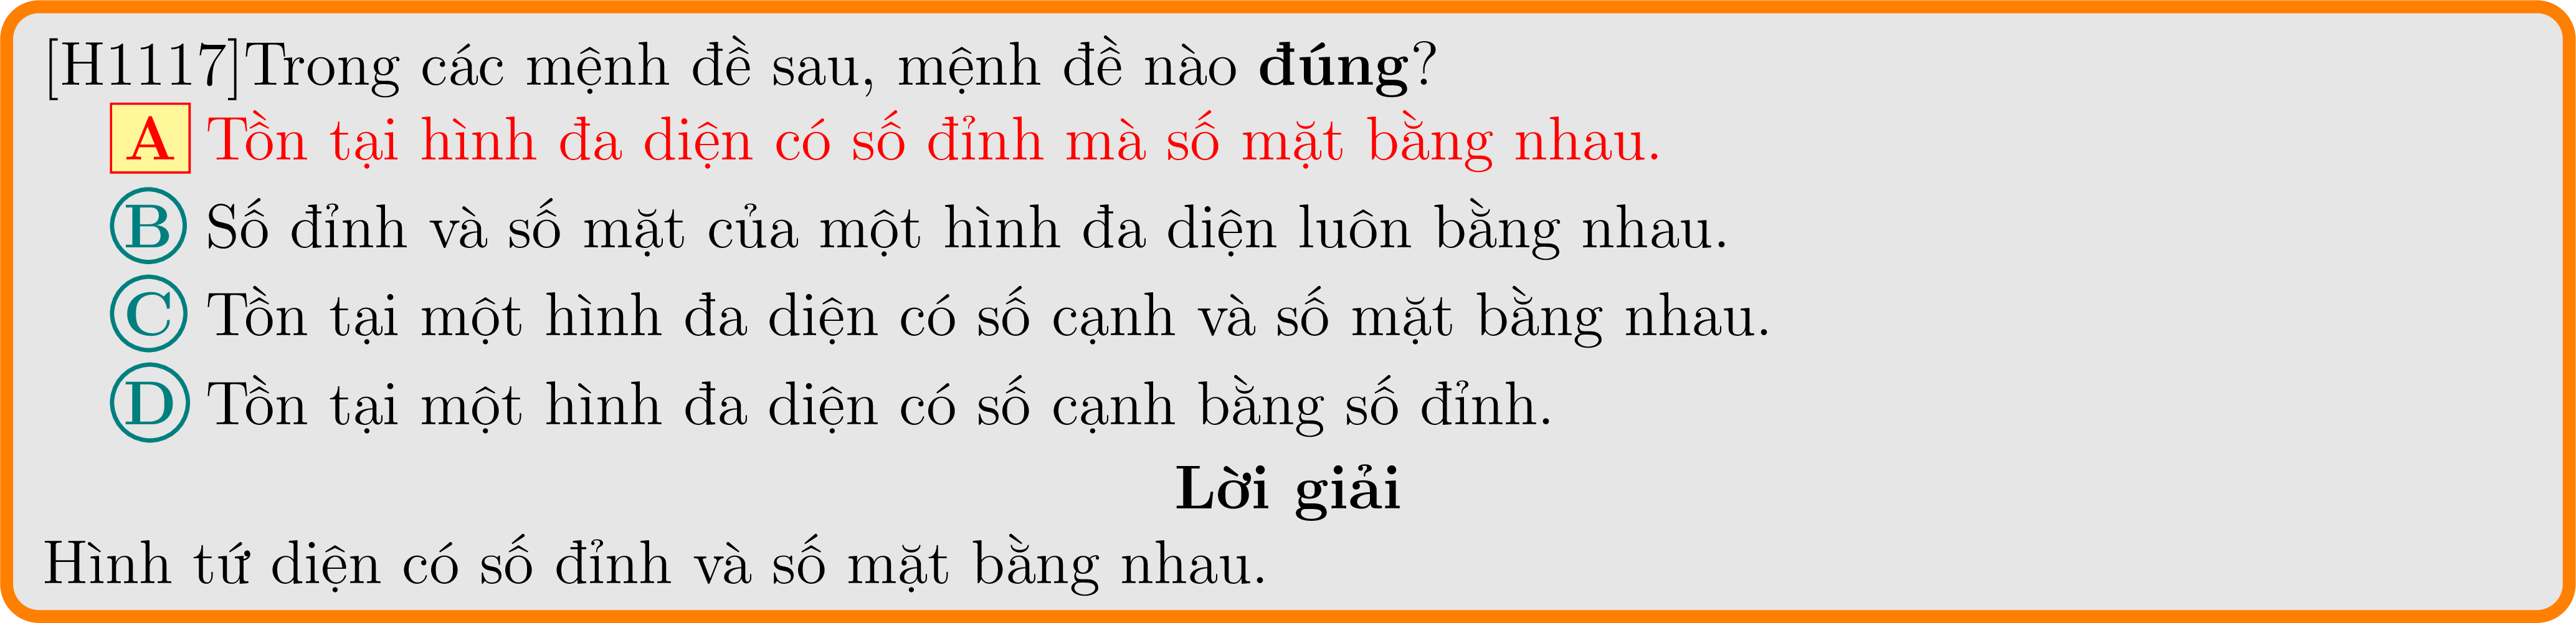 [H1117]Trong các mệnh đề sau, mệnh đề nào đúng?
A Tồn tại hình đa diện có số đỉnh mà số mặt bằng nhau.
B Số đỉnh và số mặt của một hình đa diện luôn bằng nhau.
C Tồn tại một hình đa diện có số cạnh và số mặt bằng nhau.
D Tồn tại một hình đa diện có số cạnh bằng số đỉnh.
Lời giải
Hình tứ diện có số đỉnh và số mặt bằng nhau.